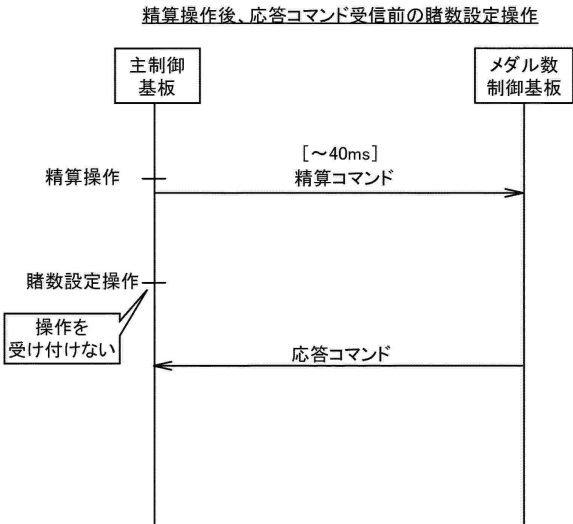 精算操作後、応答コマンド受信前の賭数設定操作
主制御
基板
メダル数
制御基板
[～40ms]
精算操作
精算コマンド
賭数設定操作
操作を
受け付けない
応答コマンド